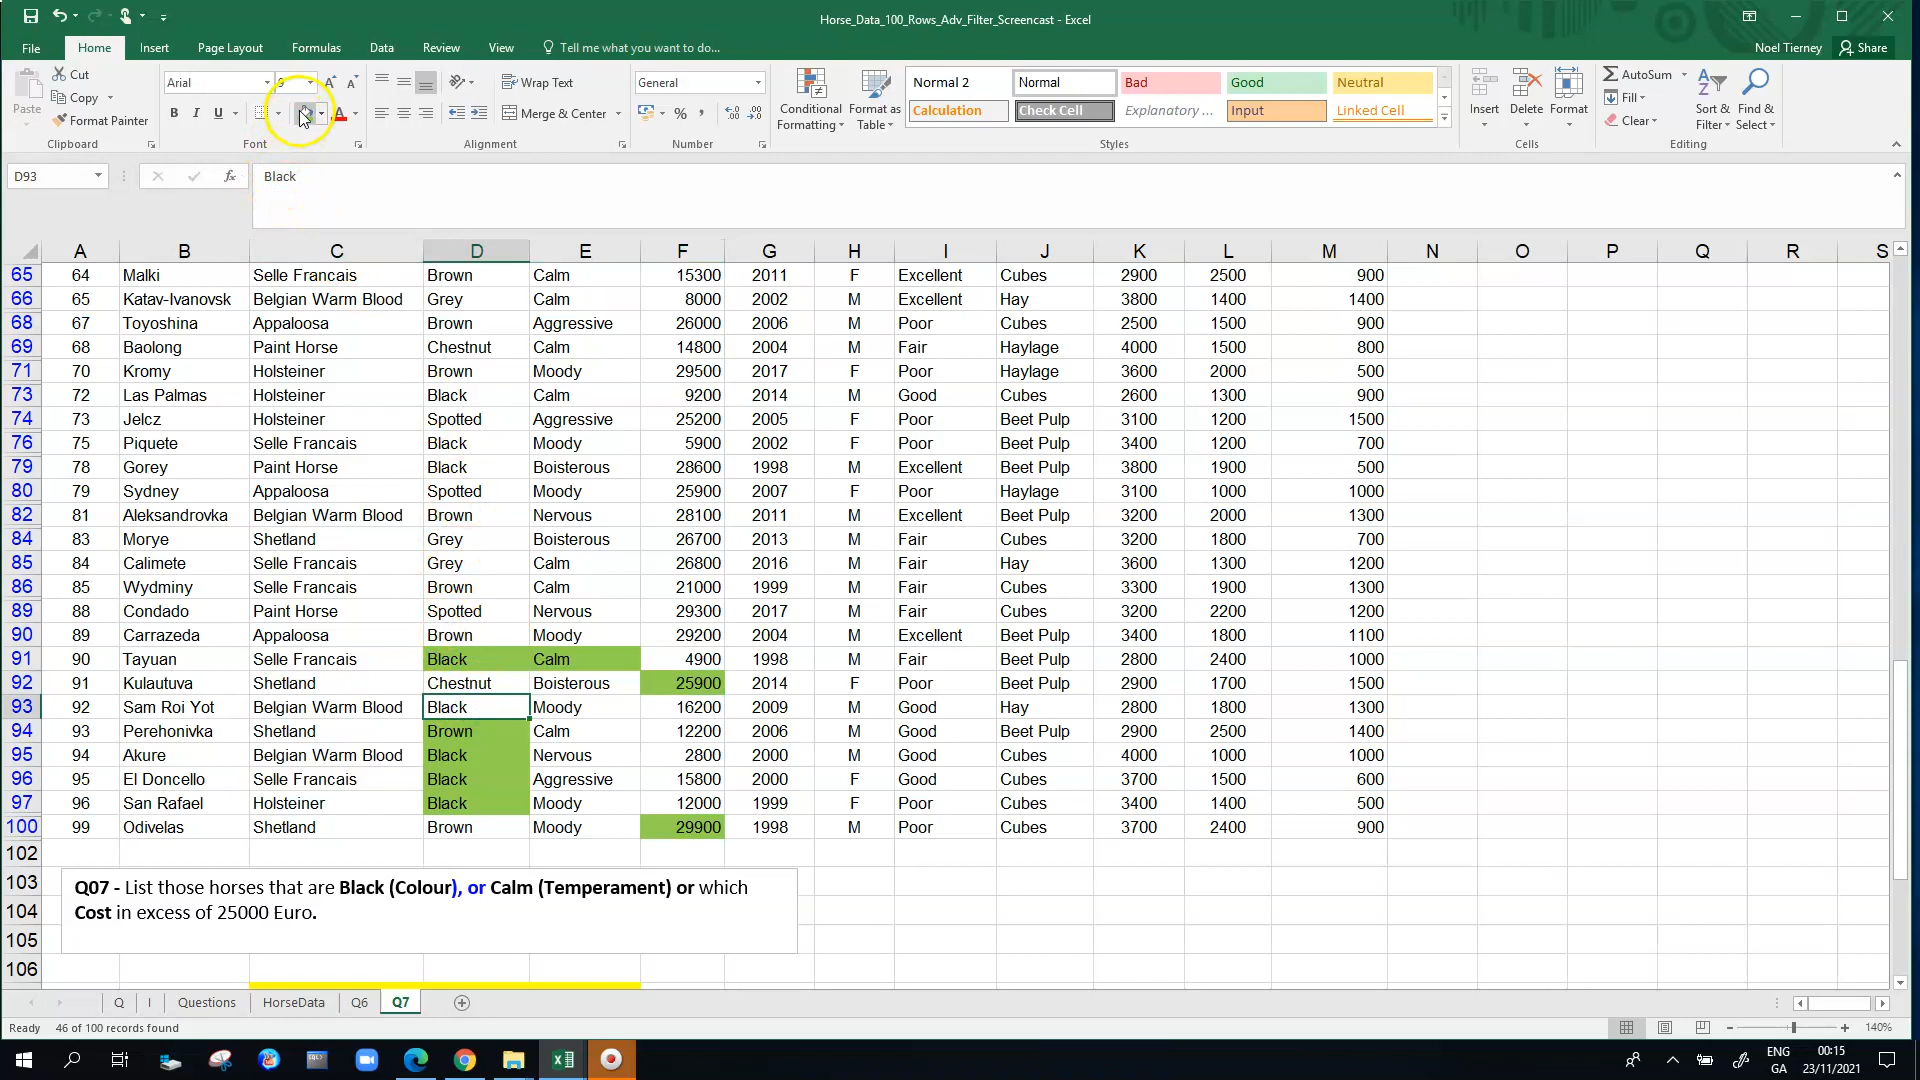 Horse_Data_100_Rows_Adv_Filter_Screencast - Excel
File Home Insert Page Layout Formulas Data Review View Tell me what you want to do... Noel Tierney Share
Paste Cut Copy Format Painter Clipboard
Arial B I U A Font
Wrap Text Merge & Center Alignment
General % Number
Conditional Formatting Format as Table Normal 2 Normal Bad Good Neutral
Calculation Check Cell Explanatory ... Input Linked Cell Styles
Insert Delete Format Cells
AutoSum Fill Clear Sort & Filter Find & Select Editing
D93 fx Black
A B C D E F G H I J K L M N O P Q R S
65 64 Malki Selle Francais Brown Calm 15300 2011 F Excellent Cubes 2900 2500 900
66 65 Katav-Ivanovsk Belgian Warm Blood Grey Calm 8000 2002 M Excellent Hay 3800 1400 1400
68 67 Toyoshina Appaloosa Brown Aggressive 26000 2006 M Poor Cubes 2500 1500 900
69 68 Baolong Paint Horse Chestnut Calm 14800 2004 M Fair Haylage 4000 1500 800
71 70 Kromy Holsteiner Brown Moody 29500 2017 F Poor Haylage 3600 2000 500
73 72 Las Palmas Holsteiner Black Calm 9200 2014 M Good Cubes 2600 1300 900
74 73 Jelcz Holsteiner Spotted Aggressive 25200 2005 F Poor Beet Pulp 3100 1200 1500
76 75 Piquete Selle Francais Black Moody 5900 2002 F Poor Beet Pulp 3400 1200 700
79 78 Gorey Paint Horse Black Boisterous 28600 1998 M Excellent Beet Pulp 3800 1900 500
80 79 Sydney Appaloosa Spotted Moody 25900 2007 F Poor Haylage 3100 1000 1000
82 81 Aleksandrovka Belgian Warm Blood Brown Nervous 28100 2011 M Excellent Beet Pulp 3200 2000 1300
84 83 Morye Shetland Grey Boisterous 26700 2013 M Fair Cubes 3200 1800 700
85 84 Calimete Selle Francais Grey Calm 26800 2016 M Fair Hay 3600 1300 1200
86 85 Wydminy Selle Francais Brown Calm 21000 1999 M Fair Cubes 3300 1900 1300
89 88 Condado Paint Horse Spotted Nervous 29300 2017 M Fair Cubes 3200 2200 1200
90 89 Carrazeda Appaloosa Brown Moody 29200 2004 M Excellent Beet Pulp 3400 1800 1100
91 90 Tayuan Selle Francais Black Calm 4900 1998 M Fair Beet Pulp 2800 2400 1000
92 91 Kulautuva Shetland Chestnut Boisterous 25900 2014 F Poor Beet Pulp 2900 1700 1500
93 92 Sam Roi Yot Belgian Warm Blood Black Moody 16200 2009 M Good Hay 2800 1800 1300
94 93 Perehonivka Shetland Brown Calm 12200 2006 M Good Beet Pulp 2900 2500 1400
95 94 Akure Belgian Warm Blood Black Nervous 2800 2000 M Good Cubes 4000 1000 1000
96 95 El Doncello Selle Francais Black Aggressive 15800 2000 F Good Cubes 3700 1500 600
97 96 San Rafael Holsteiner Black Moody 12000 1999 F Poor Cubes 3400 1400 500
100 99 Odivelas Shetland Brown Moody 29900 1998 M Poor Cubes 3700 2400 900
102
103 Q07 - List those horses that are Black (Colour), or Calm (Temperament) or which
104 Cost in excess of 25000 Euro.
105
106
Q I Questions HorseData Q6 Q7
Ready 46 of 100 records found 140%
ENG 00:15
GA 23/11/2021